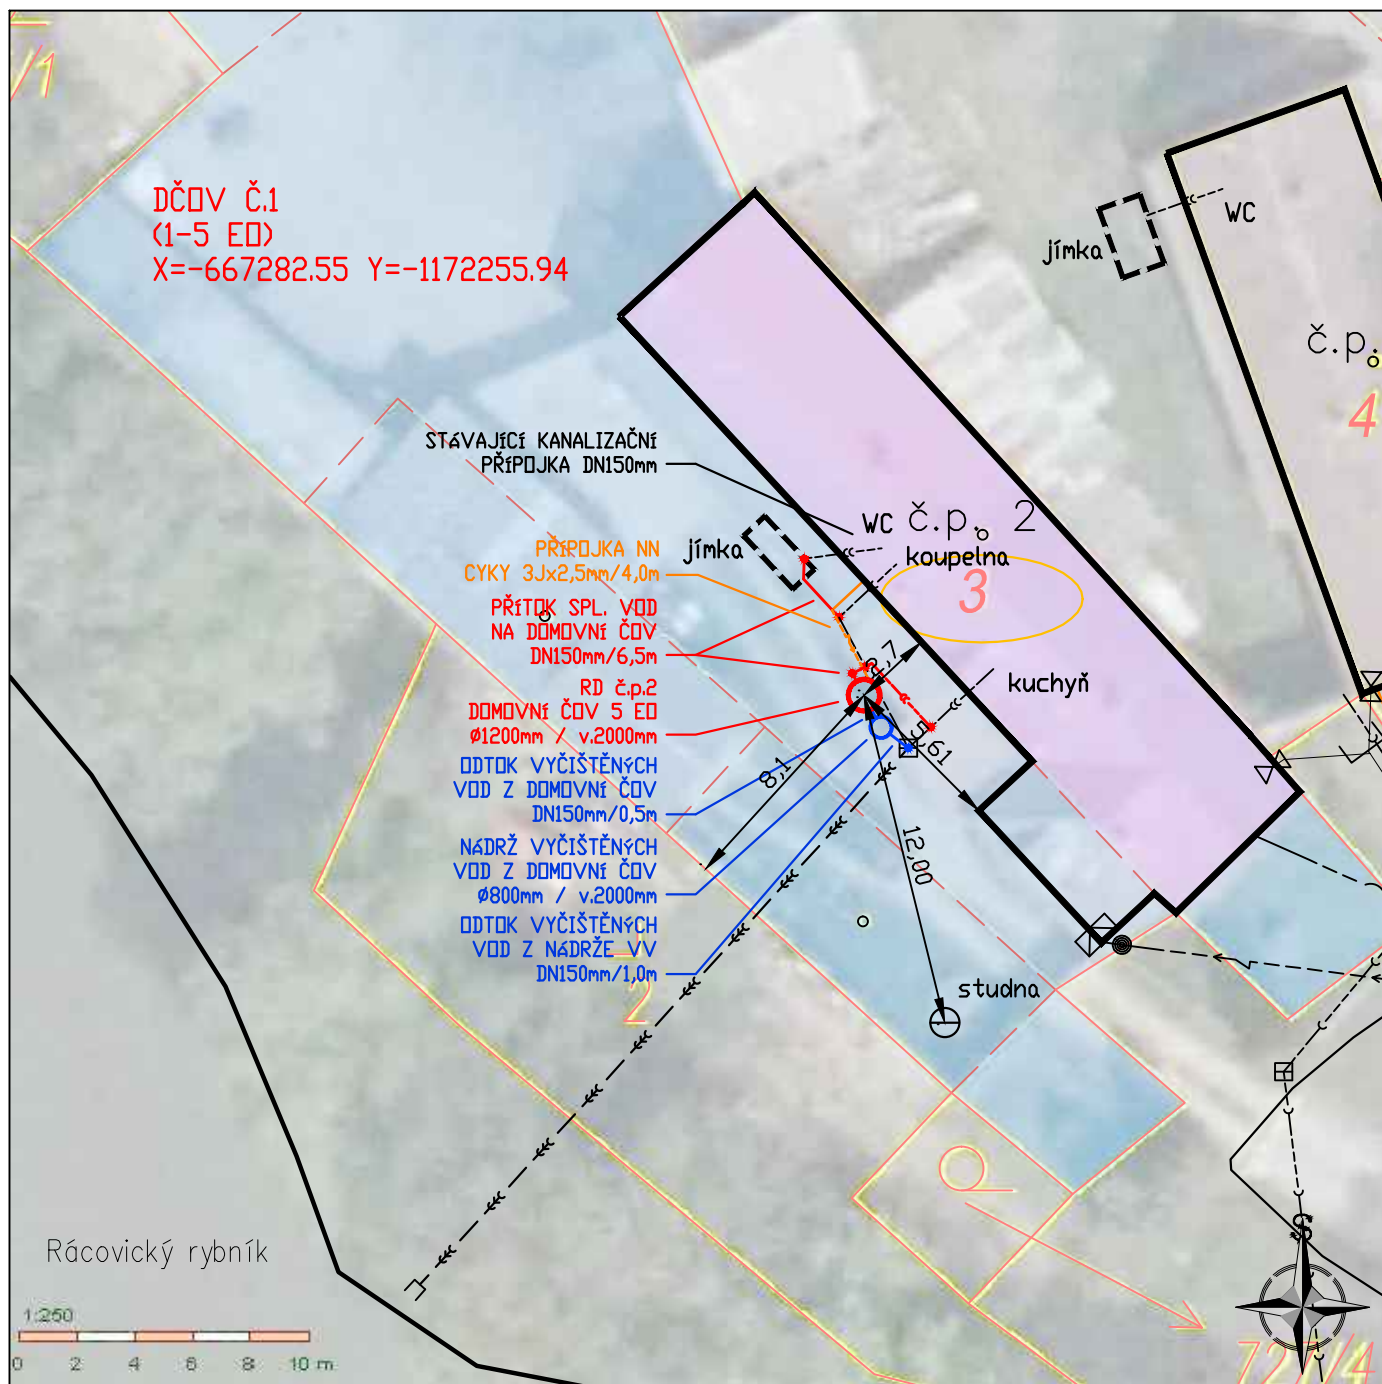 /1
DČOV Č.1
(1-5 EO)
X=-667282.55 Y=-1172255.94
WC
jímka
č.p.
4
STÁVAJÍCÍ KANALIZAČNÍ
PŘÍPOJKA DN150mm
WC
č.p. 2
jímka
koupelna
3
PŘÍPOJKA NN
CYKY 3Jx2,5mm/4,0m
PŘÍTOK SPL. VOD
NA DOMOVNÍ ČOV
DN150mm/6,5m
kuchyň
RD č.p.2
DOMOVNÍ ČOV 5 EO
Ø1200mm / v.2000mm
5,61
8,1
ODTOK VYČIŠTĚNÝCH
VOD Z DOMOVNÍ ČOV
DN150mm/0,5m
12,00
NÁDRŽ VYČIŠTĚNÝCH
VOD Z DOMOVNÍ ČOV
Ø800mm / v.2000mm
ODTOK VYČIŠTĚNÝCH
VOD Z NÁDRŽE VV
DN150mm/1,0m
studna
2
Rácovický rybník
1:250
0 2 4 6 8 10 m
727/4